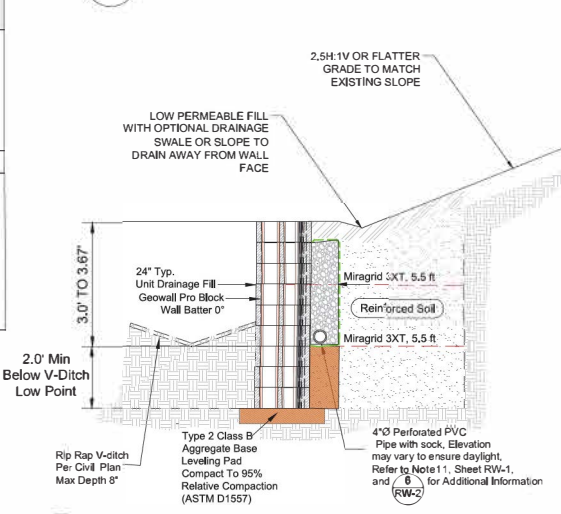 2.5H:1V OR FLATTER
GRADE TO MATCH
EXISTING SLOPE
LOW PERMEABLE FILL
WITH OPTIONAL DRAINAGE
SWALE OR SLOPE TO
DRAIN AWAY FROM WALL
FACE
3.0' TO 3.67'
24" Typ.
Unit Drainage Fill
Geowall Pro Block
Wall Batter 0°
Miragrid 3XT, 5.5 ft
Reinforced Soil
Miragrid 3XT, 5.5 ft
2.0' Min
Below V-Ditch
Low Point
Rip Rap V-ditch
Per Civil Plan
Max Depth 8"
Type 2 Class B
Aggregate Base
Leveling Pad
Compact To 95%
Relative Compaction
(ASTM D1557)
4"Ø Perforated PVC
Pipe with sock, Elevation
may vary to ensure daylight,
Refer to Note11, Sheet RW-1,
and 6 RW-2 for Additional Information